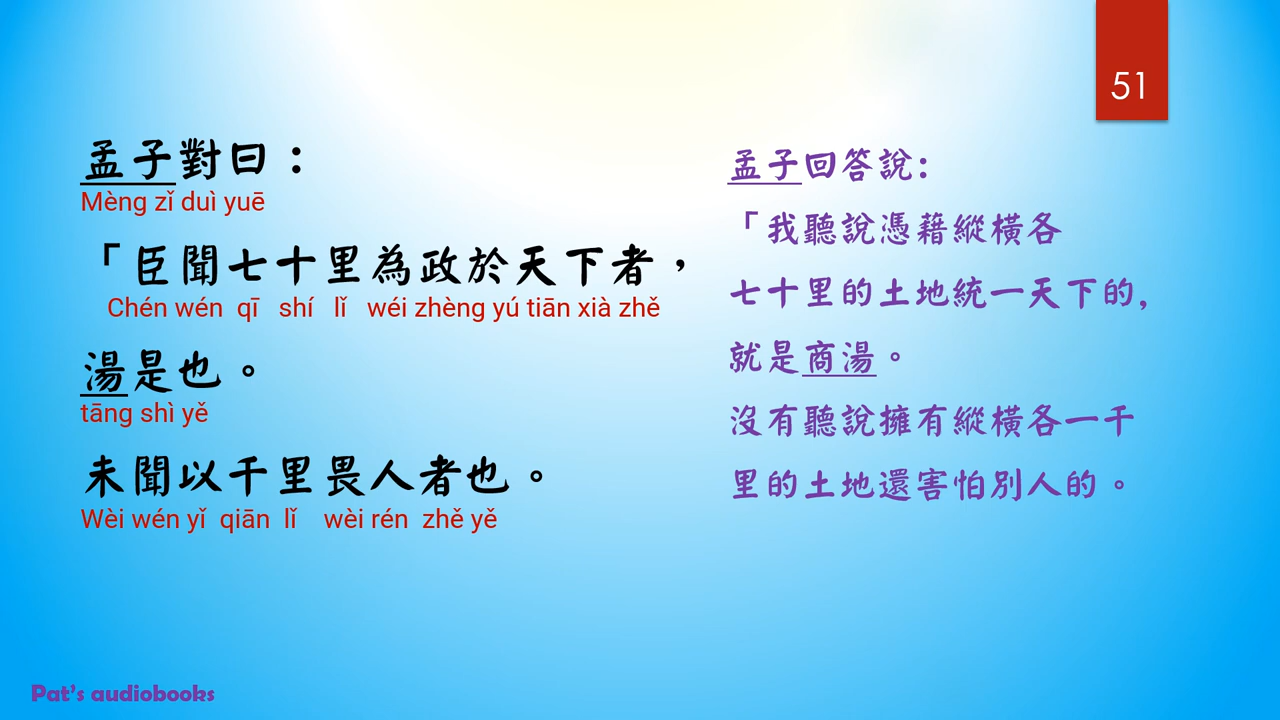 51
孟子對曰：
Mèng zǐ duì yuē
「臣聞七十里為政於天下者，
Chén wén qī shí lǐ wéi zhèng yú tiān xià zhě
湯是也。
tāng shì yě
未聞以千里畏人者也。
Wèi wén yǐ qiān lǐ wèi rén zhě yě
孟子回答說:
「我聽說憑藉縱橫各
七十里的土地統一天下的,
就是商湯。
沒有聽說擁有縱橫各一千
里的土地還害怕別人的。
Pat's audiobooks